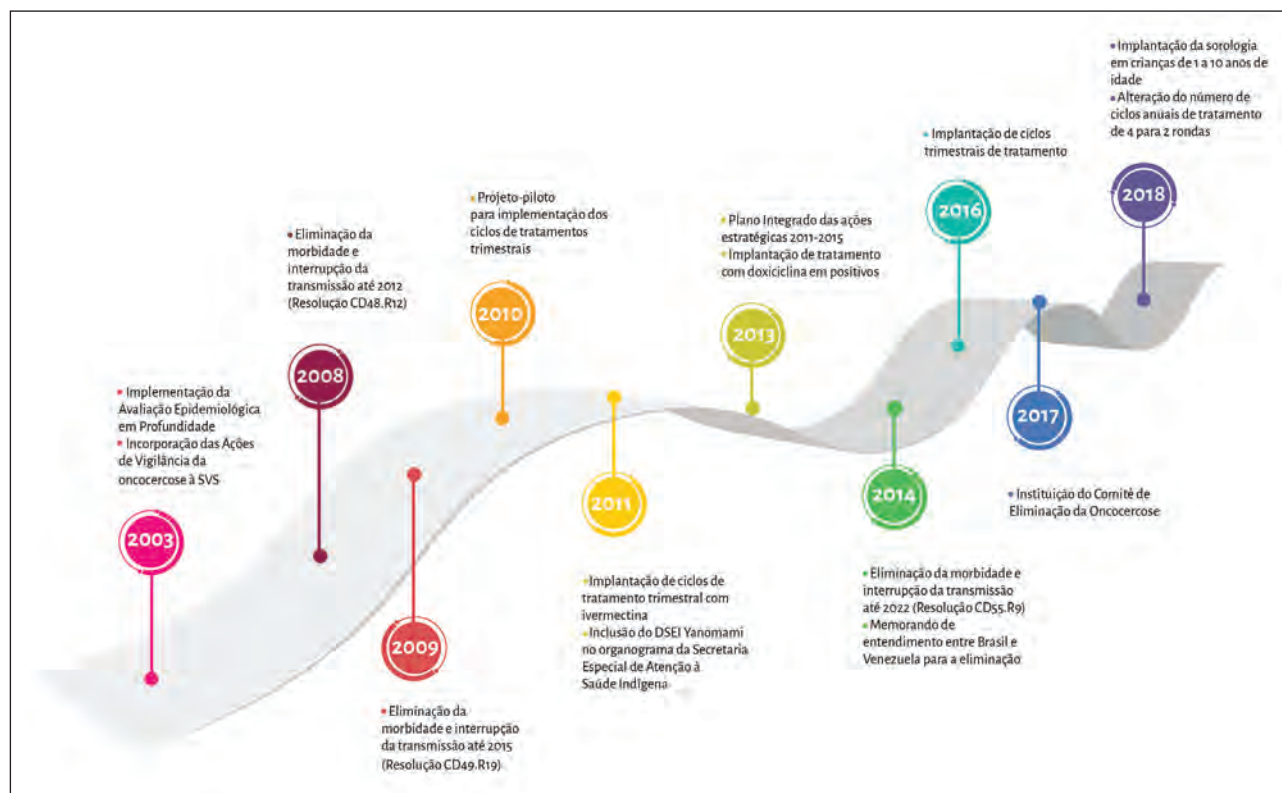 2003
• Implementação da
Avaliação Epidemiológica
em Profundidade
• Incorporação das Ações
de Vigilância da
oncocercose à SVS
2008
• Eliminação da
morbidade e
interrupção da
transmissão até 2012
(Resolução CD48.R12)
2009
• Eliminação da
morbidade e interrupção
da transmissão até 2015
(Resolução CD49.R19)
2010
• Projeto-piloto
para implementação dos
ciclos de tratamentos
trimestrais
2011
• Implantação de ciclos de
tratamento trimestral com
ivermectina
• Inclusão do DSEI Yanomami
no organograma da Secretaria
Especial de Atenção à
Saúde Indígena
2013
• Plano Integrado das ações
estratégicas 2011-2015
• Implantação de tratamento
com doxiciclina em positivos
2014
• Eliminação da morbidade e
interrupção da transmissão
até 2022 (Resolução CD55.R9)
• Memorando de
entendimento entre Brasil e
Venezuela para a eliminação
2016
• Implantação de ciclos
trimestrais de tratamento
2017
• Instituição do Comitê de
Eliminação da Oncocercose
2018
• Implantação da sorologia
em crianças de 1 a 10 anos de
idade
• Alteração do número de
ciclos anuais de tratamento
de 4 para 2 rondas